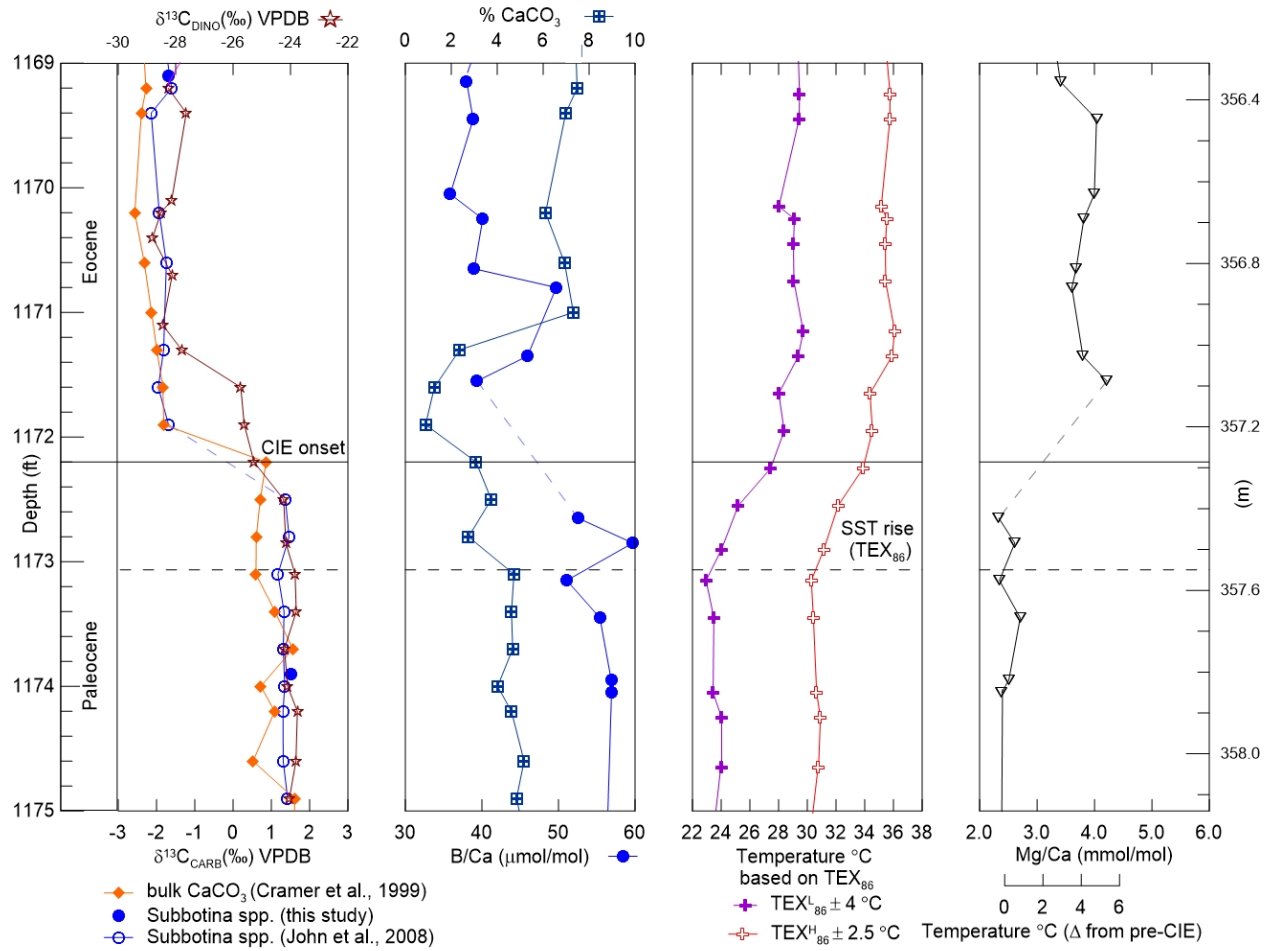 δ¹³C_DINO(‰) VPDB
-30 -28 -26 -24 -22
% CaCO₃
0 2 4 6 8 10
1169
1170
1171
1172
1173
1174
1175
Depth (ft)
Eocene
Paleocene
CIE onset
SST rise
(TEX₈₆)
356.4
356.8
357.2
357.6
358.0
(m)
-3 -2 -1 0 1 2 3
δ¹³C_CARB(‰) VPDB
30 40 50 60
B/Ca (μmol/mol)
22 24 26 28 30 32 34 36 38
Temperature °C
based on TEX₈₆
2.0 3.0 4.0 5.0 6.0
Mg/Ca (mmol/mol)
0 2 4 6
Temperature °C (Δ from pre-CIE)
bulk CaCO₃ (Cramer et al., 1999)
Subbotina spp. (this study)
Subbotina spp. (John et al., 2008)
TEXᴸ₈₆ ± 4 °C
TEXᴴ₈₆ ± 2.5 °C